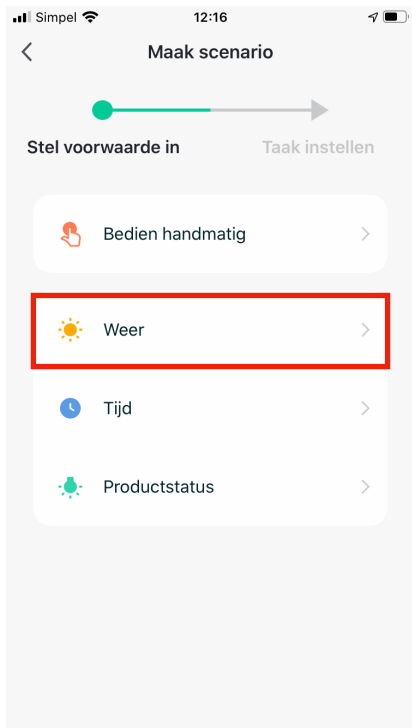 Simpel 12:16
Maak scenario
Stel voorwaarde in Taak instellen
Bedien handmatig
Weer
Tijd
Productstatus